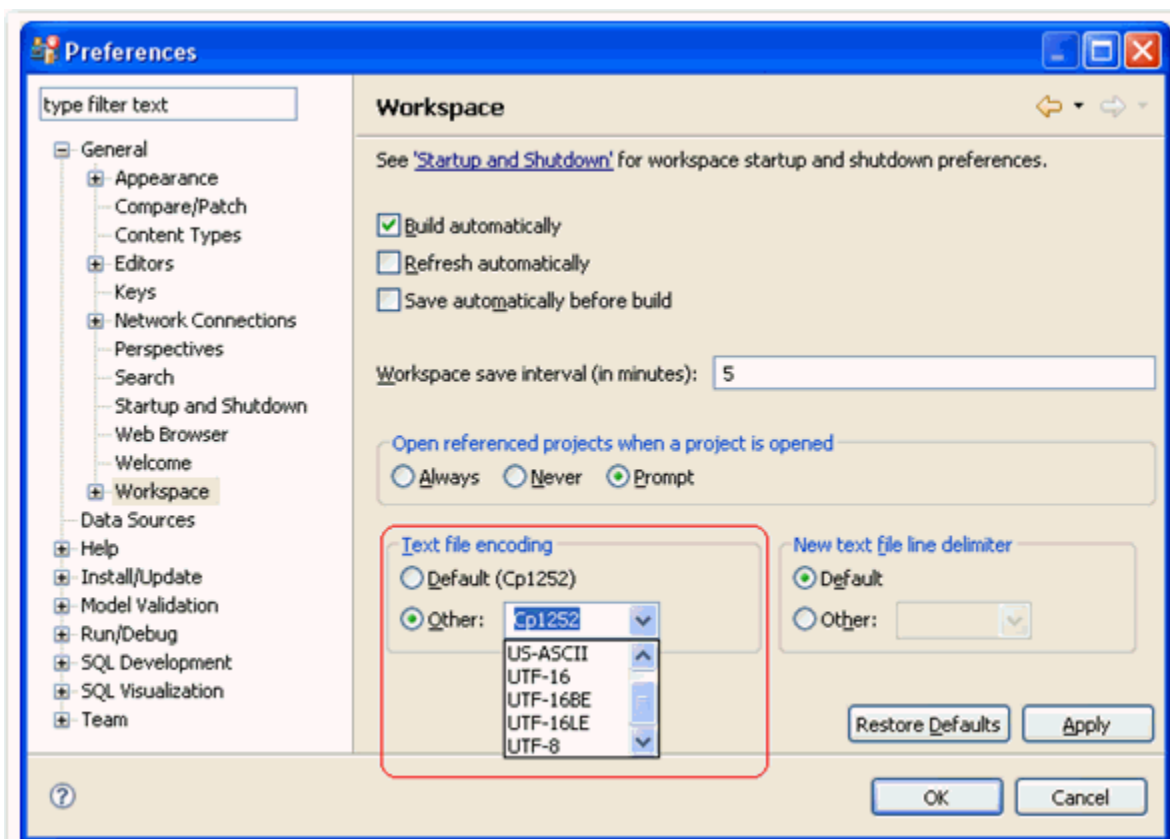 Preferences
type filter text
General
Appearance
Compare/Patch
Content Types
Editors
Keys
Network Connections
Perspectives
Search
Startup and Shutdown
Web Browser
Welcome
Workspace
Data Sources
Help
Install/Update
Model Validation
Run/Debug
SQL Development
SQL Visualization
Team
Workspace
See 'Startup and Shutdown' for workspace startup and shutdown preferences.
Build automatically
Refresh automatically
Save automatically before build
Workspace save interval (in minutes): 5
Open referenced projects when a project is opened
Always Never Prompt
Text file encoding
Default (Cp1252)
Other: Cp1252
US-ASCII
UTF-16
UTF-16BE
UTF-16LE
UTF-8
New text file line delimiter
Default
Other:
Restore Defaults Apply
? OK Cancel